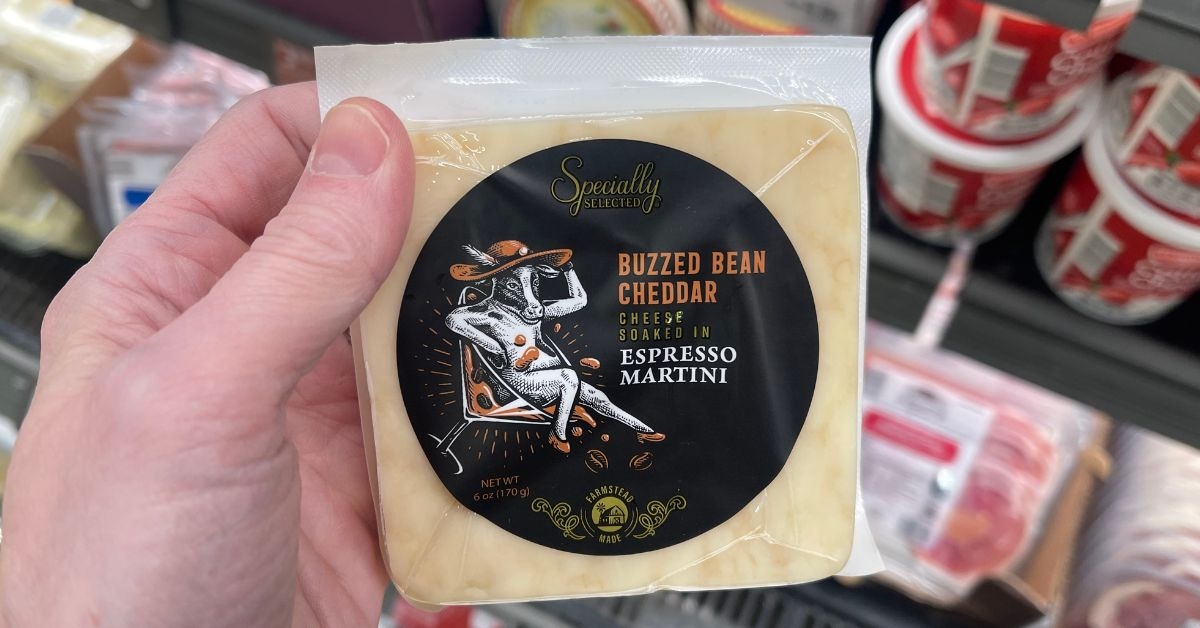 Specially
SELECTED
BUZZED BEAN
CHEDDAR
CHEESE
SOAKED IN
ESPRESSO
MARTINI
NET WT
6 oz (170 g)
FARMSTEAD
MADE